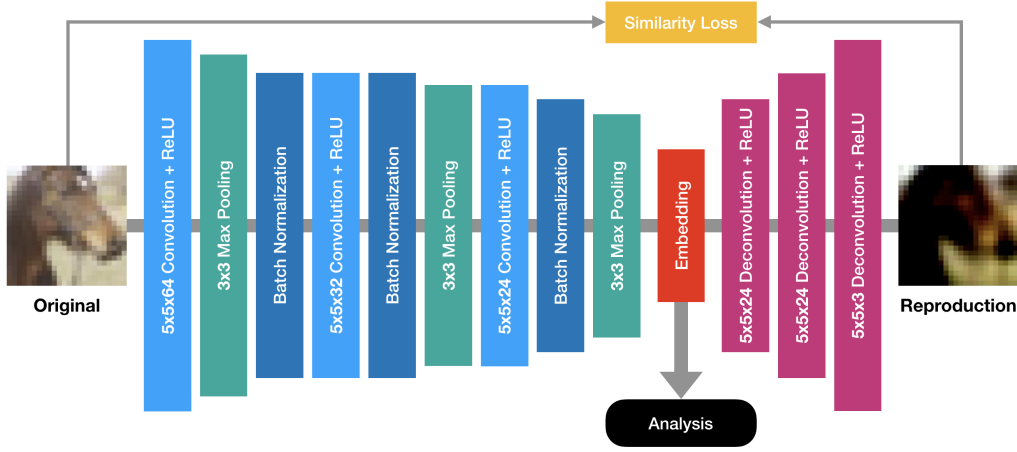 Similarity Loss
Original
5x5x64 Convolution + ReLU
3x3 Max Pooling
Batch Normalization
5x5x32 Convolution + ReLU
Batch Normalization
3x3 Max Pooling
5x5x24 Convolution + ReLU
Batch Normalization
3x3 Max Pooling
Embedding
5x5x24 Deconvolution + ReLU
5x5x24 Deconvolution + ReLU
5x5x3 Deconvolution + ReLU
Reproduction
Analysis